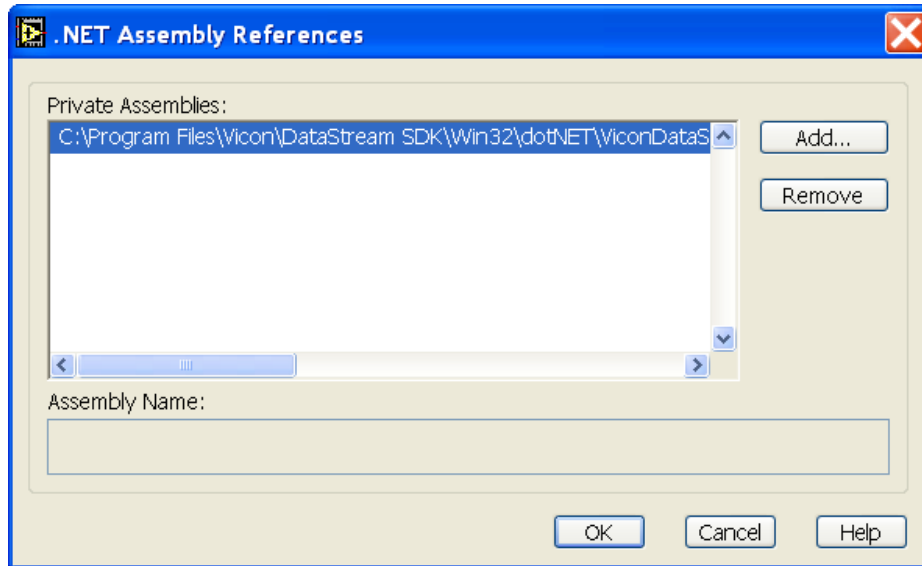 .NET Assembly References
Private Assemblies:
C:\Program Files\Vicon\DataStream SDK\Win32\dotNET\ViconDataS
Add...
Remove
Assembly Name:
OK
Cancel
Help